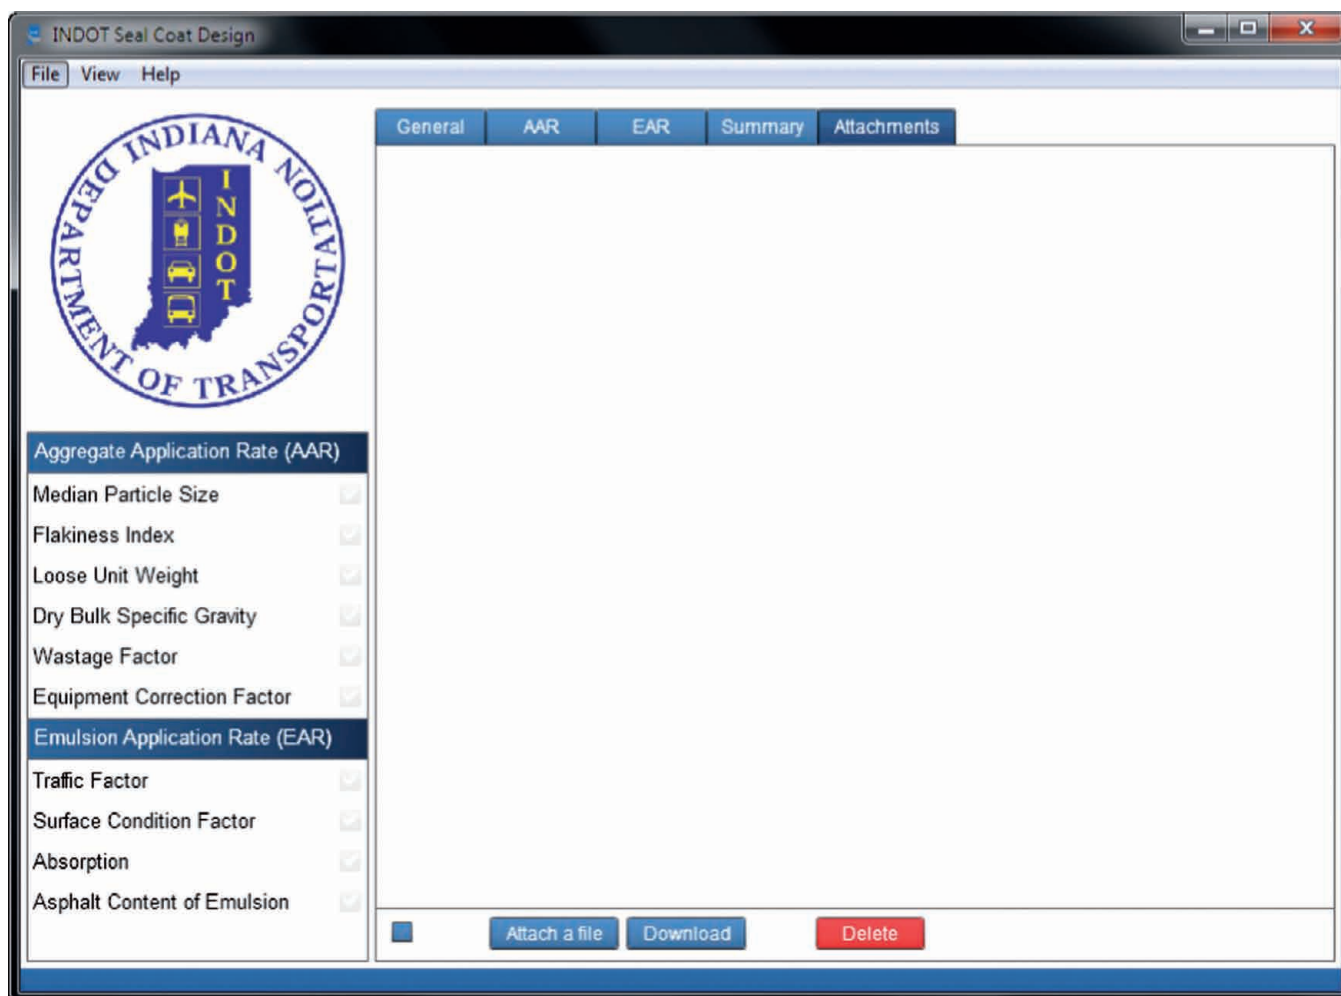 INDOT Seal Coat Design
File View Help
INDIANA DEPARTMENT OF TRANSPORTATION
INDOT
General AAR EAR Summary Attachments
Aggregate Application Rate (AAR)
Median Particle Size
Flakiness Index
Loose Unit Weight
Dry Bulk Specific Gravity
Wastage Factor
Equipment Correction Factor
Emulsion Application Rate (EAR)
Traffic Factor
Surface Condition Factor
Absorption
Asphalt Content of Emulsion
Attach a file Download Delete